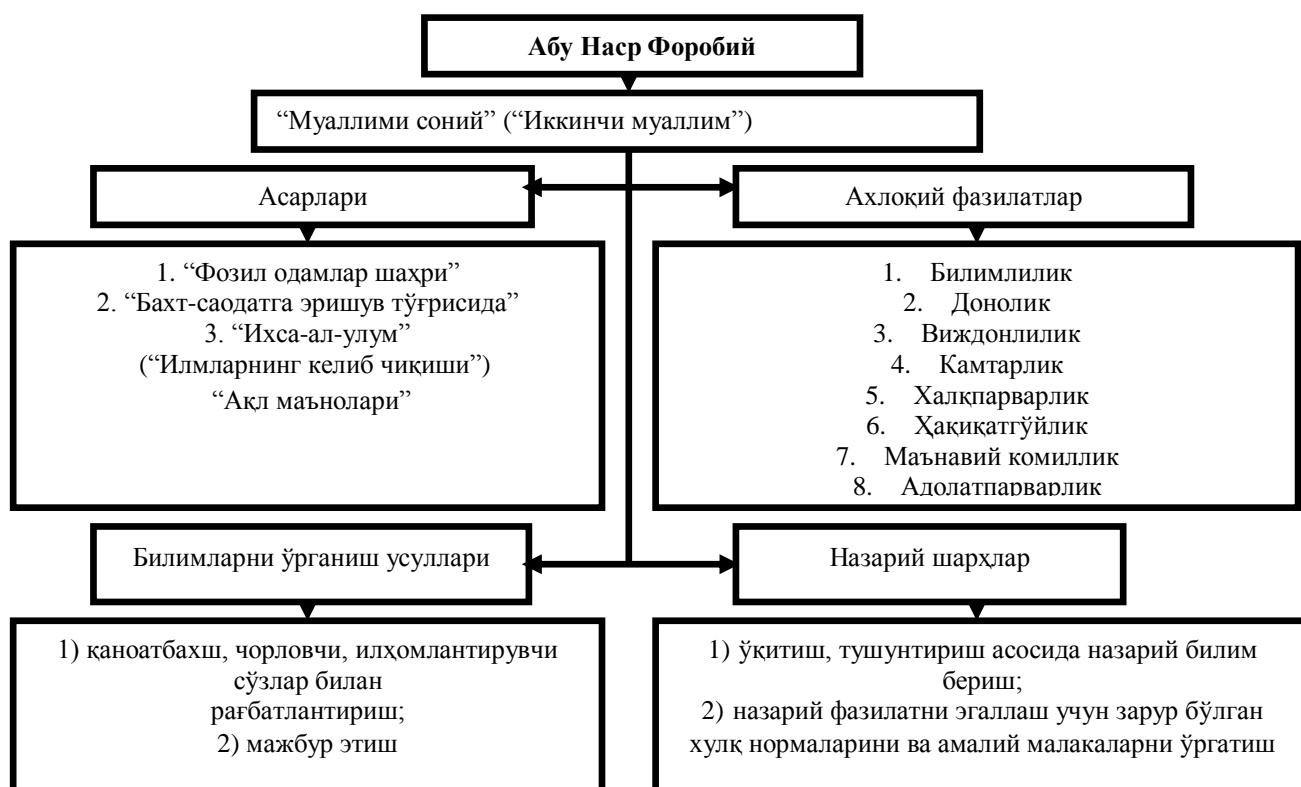 Абу Наср Форобий
“Муаллими соний” (“Иккинчи муаллим”)
Асарлари
Ахлоқий фазилатлар
1. “Фозил одамлар шаҳри”
2. “Бахт-саодатга эришув тўғрисида”
3. “Ихса-ал-улум”
(“Илмларнинг келиб чиқиши”)
“Ақл маънолари”
1. Билимлилик
2. Донолик
3. Виждонлилик
4. Камтарлик
5. Халқпарварлик
6. Ҳақиқатгўйлик
7. Маънавий комиллик
8. Адолатпарварлик
Билимларни ўрганиш усуллари
Назарий шарҳлар
1) қаноатбахш, чорловчи, илҳомлантирувчи
сўзлар билан
рағбатлантириш;
2) мажбур этиш
1) ўқитиш, тушунтириш асосида назарий билим
бериш;
2) назарий фазилатни эгаллаш учун зарур бўлган
хулқ нормаларини ва амалий малакаларни ўргатиш